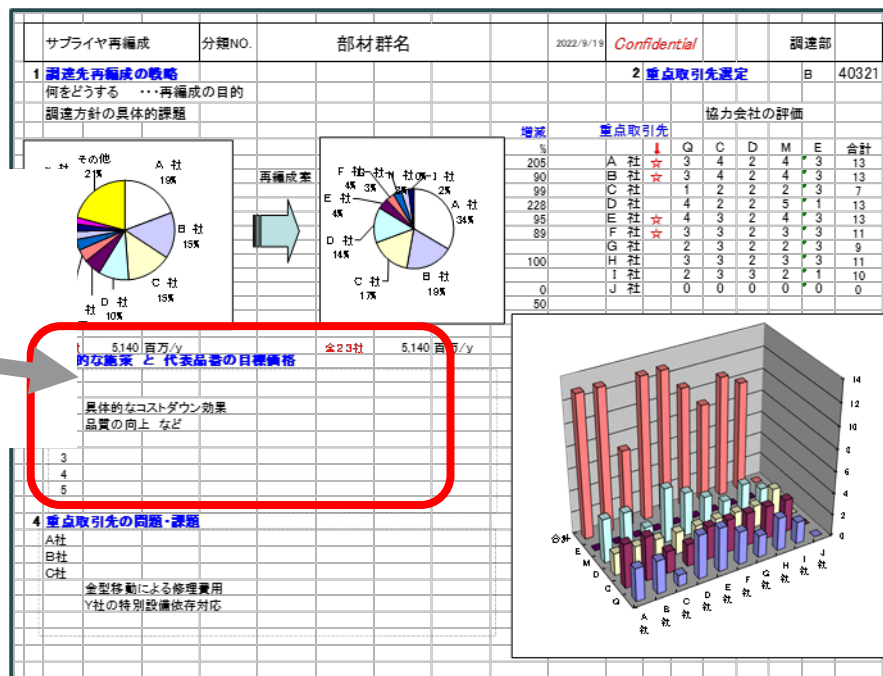 サプライヤ再編成 分類NO. 部材群名 2022/9/19 Confidential 調達部
1 調達先再編成の戦略
何をどうする ・・・再編成の目的
調達方針の具体的課題
その他 21%
A 社 19%
B 社 15%
C 社 15%
D 社 10%
社
再編成案
F 社 4%
3%
2%
A 社 34%
E 社 4%
D 社 14%
C 社 17%
B 社 19%
5,140 百万/y 全23社 5,140 百万/y
的な施策 と 代表品番の目標価格
具体的なコストダウン効果
品質の向上 など
3
4
5
4 重点取引先の問題・課題
A社
B社
C社
金型移動による修理費用
Y社の特別設備依存対応
2 重点取引先選定 B 40321
協力会社の評価
増減 重点取引先
% ↓ Q C D M E 合計
205 A 社 ☆ 3 4 2 4 3 13
90 B 社 ☆ 3 4 2 4 3 13
99 C 社 1 2 2 2 3 7
228 D 社 4 2 2 5 1 13
95 E 社 ☆ 4 3 2 4 3 13
89 F 社 ☆ 3 3 2 3 3 11
G 社 2 3 2 2 3 9
100 H 社 3 3 2 3 3 11
I 社 2 3 3 2 1 10
0 J 社 0 0 0 0 0 0
50
14
12
10
8
6
4
2
0
合計
E
M
D
C
Q
A社
B社
C社
D社
E社
F社
G社
H社
I社
J社